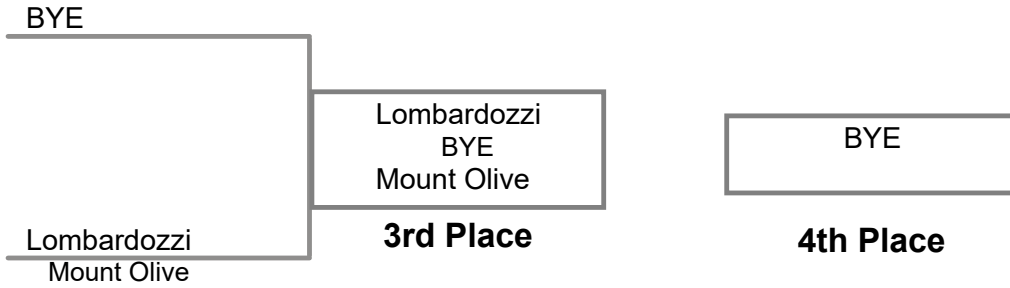 BYE
Lombardozzi
BYE
Mount Olive
3rd Place
BYE
4th Place
Lombardozzi
Mount Olive